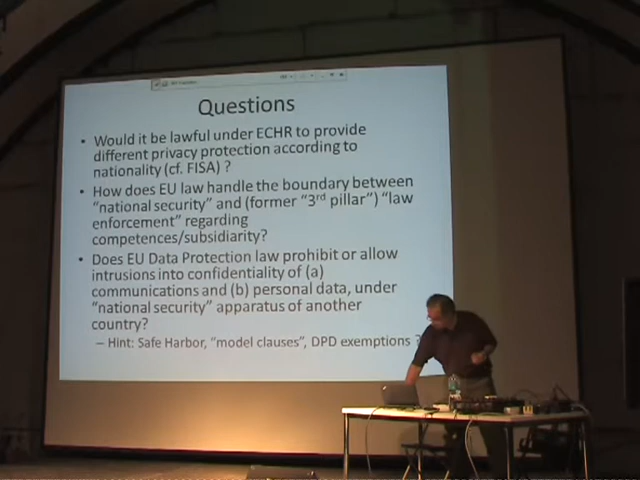 Questions
• Would it be lawful under ECHR to provide
different privacy protection according to
nationality (cf. FISA) ?
• How does EU law handle the boundary between
“national security” and (former “3rd pillar”) “law
enforcement” regarding
competences/subsidiarity?
• Does EU Data Protection law prohibit or allow
intrusions into confidentiality of (a)
communications and (b) personal data, under
“national security” apparatus of another
country?
– Hint: Safe Harbor, “model clauses”, DPD exemptions ?